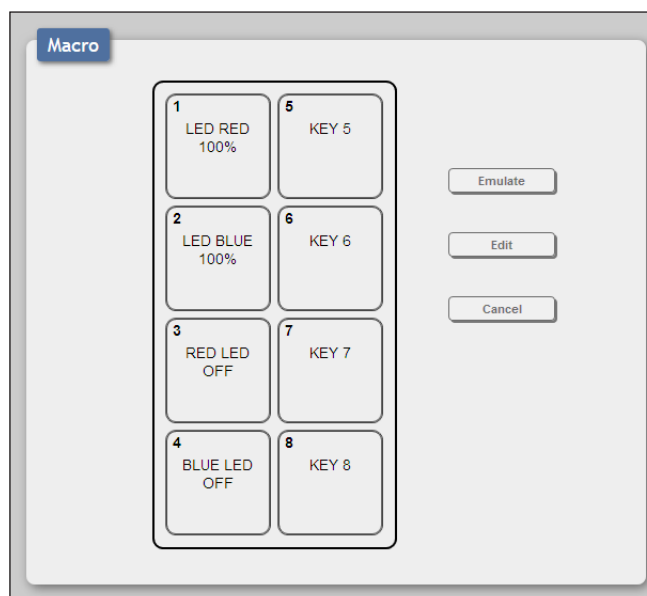 Macro
1
LED RED
100%
5
KEY 5
2
LED BLUE
100%
6
KEY 6
3
RED LED
OFF
7
KEY 7
4
BLUE LED
OFF
8
KEY 8
Emulate
Edit
Cancel